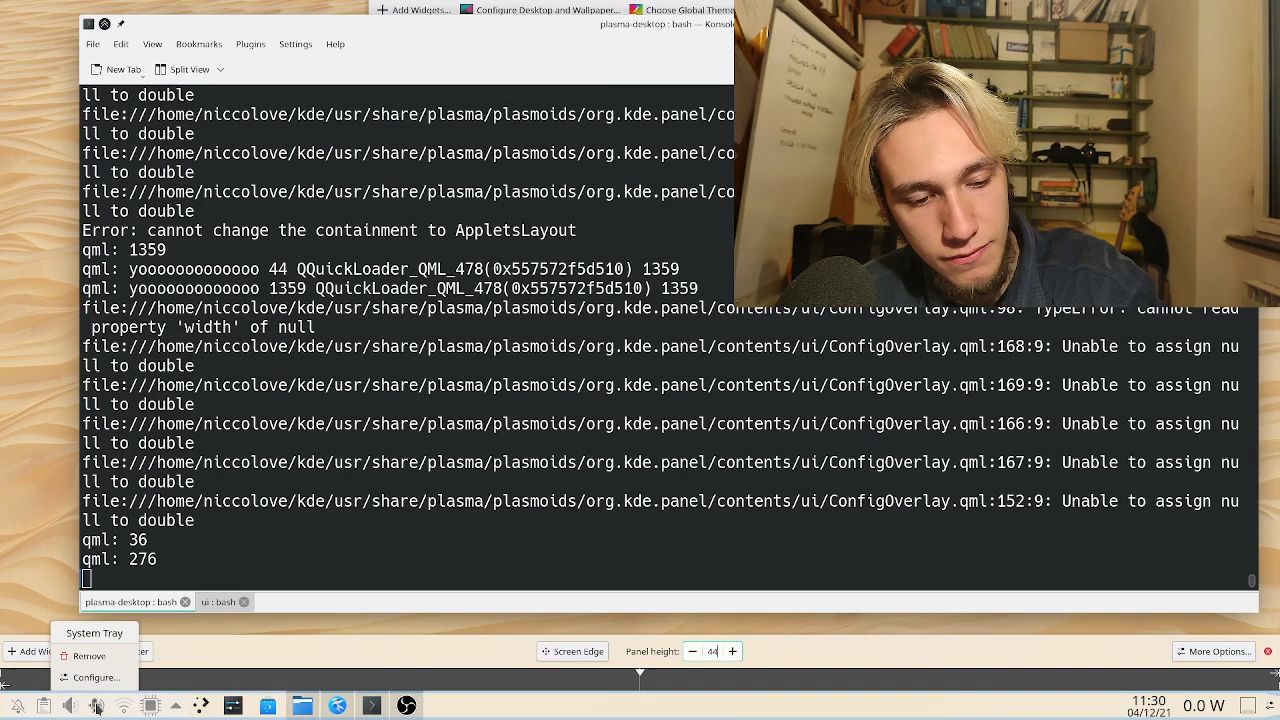 Add Widgets...
Configure Desktop and Wallpaper...
Choose Global Theme
plasma-desktop : bash — Konsole
File Edit View Bookmarks Plugins Settings Help
New Tab Split View
ll to double
file:///home/niccolove/kde/usr/share/plasma/plasmoids/org.kde.panel/co
ll to double
file:///home/niccolove/kde/usr/share/plasma/plasmoids/org.kde.panel/co
ll to double
file:///home/niccolove/kde/usr/share/plasma/plasmoids/org.kde.panel/co
ll to double
Error: cannot change the containment to AppletsLayout
qml: 1359
qml: yooooooooooooo 44 QQuickLoader_QML_478(0x557572f5d510) 1359
qml: yooooooooooooo 1359 QQuickLoader_QML_478(0x557572f5d510) 1359
file:///home/niccolove/kde/usr/share/plasma/plasmoids/org.kde.panel/contents/ui/ConfigOverlay.qml:98: TypeError: Cannot read
property 'width' of null
file:///home/niccolove/kde/usr/share/plasma/plasmoids/org.kde.panel/contents/ui/ConfigOverlay.qml:168:9: Unable to assign nu
ll to double
file:///home/niccolove/kde/usr/share/plasma/plasmoids/org.kde.panel/contents/ui/ConfigOverlay.qml:169:9: Unable to assign nu
ll to double
file:///home/niccolove/kde/usr/share/plasma/plasmoids/org.kde.panel/contents/ui/ConfigOverlay.qml:166:9: Unable to assign nu
ll to double
file:///home/niccolove/kde/usr/share/plasma/plasmoids/org.kde.panel/contents/ui/ConfigOverlay.qml:167:9: Unable to assign nu
ll to double
file:///home/niccolove/kde/usr/share/plasma/plasmoids/org.kde.panel/contents/ui/ConfigOverlay.qml:152:9: Unable to assign nu
ll to double
qml: 36
qml: 276
plasma-desktop : bash
ui : bash
System Tray
Remove
Configure...
Add Wi
Screen Edge
Panel height: 44
More Options...
11:30
04/12/21
0.0 W
Lenovo